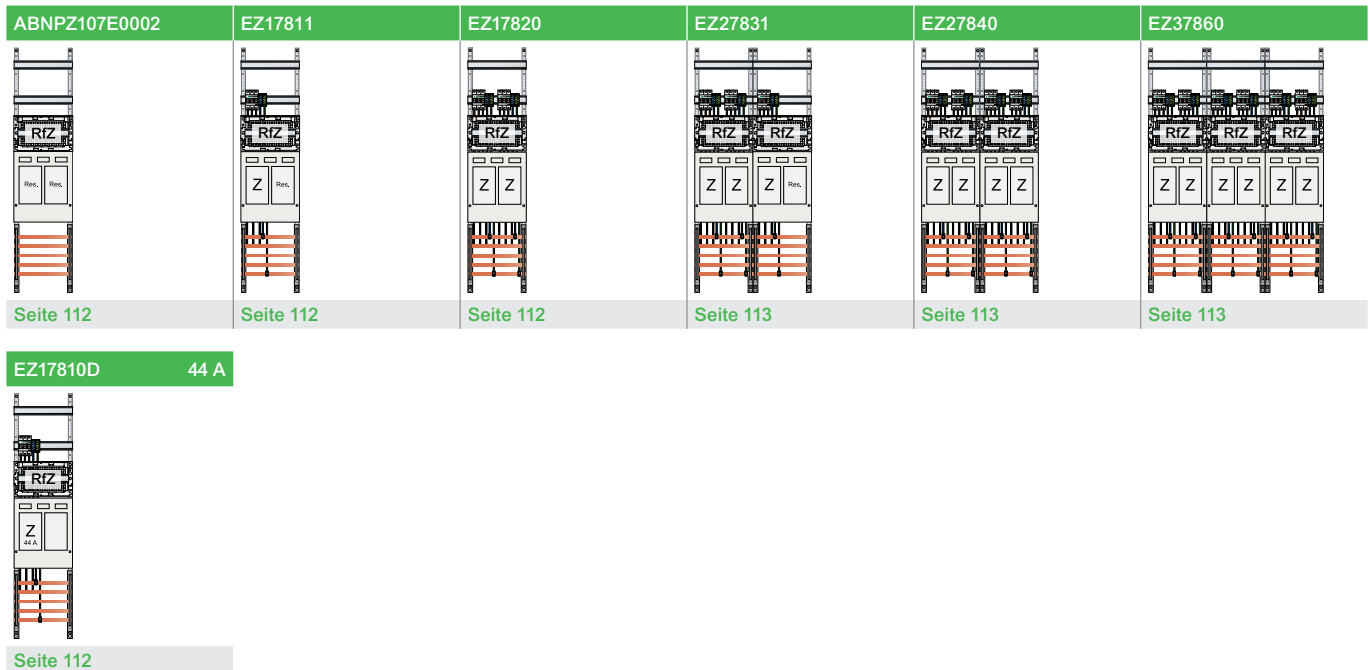 ABNPZ107E0002 EZ17811 EZ17820 EZ27831 EZ27840 EZ37860
RfZ RfZ RfZ RfZ RfZ RfZ RfZ RfZ RfZ RfZ
Res. Res. Z Res. Z Z Z Z Z Res. Z Z Z Z Z Z Z Z Z Z
Seite 112 Seite 112 Seite 112 Seite 113 Seite 113 Seite 113
EZ17810D 44 A
RfZ
Z
44 A
Seite 112